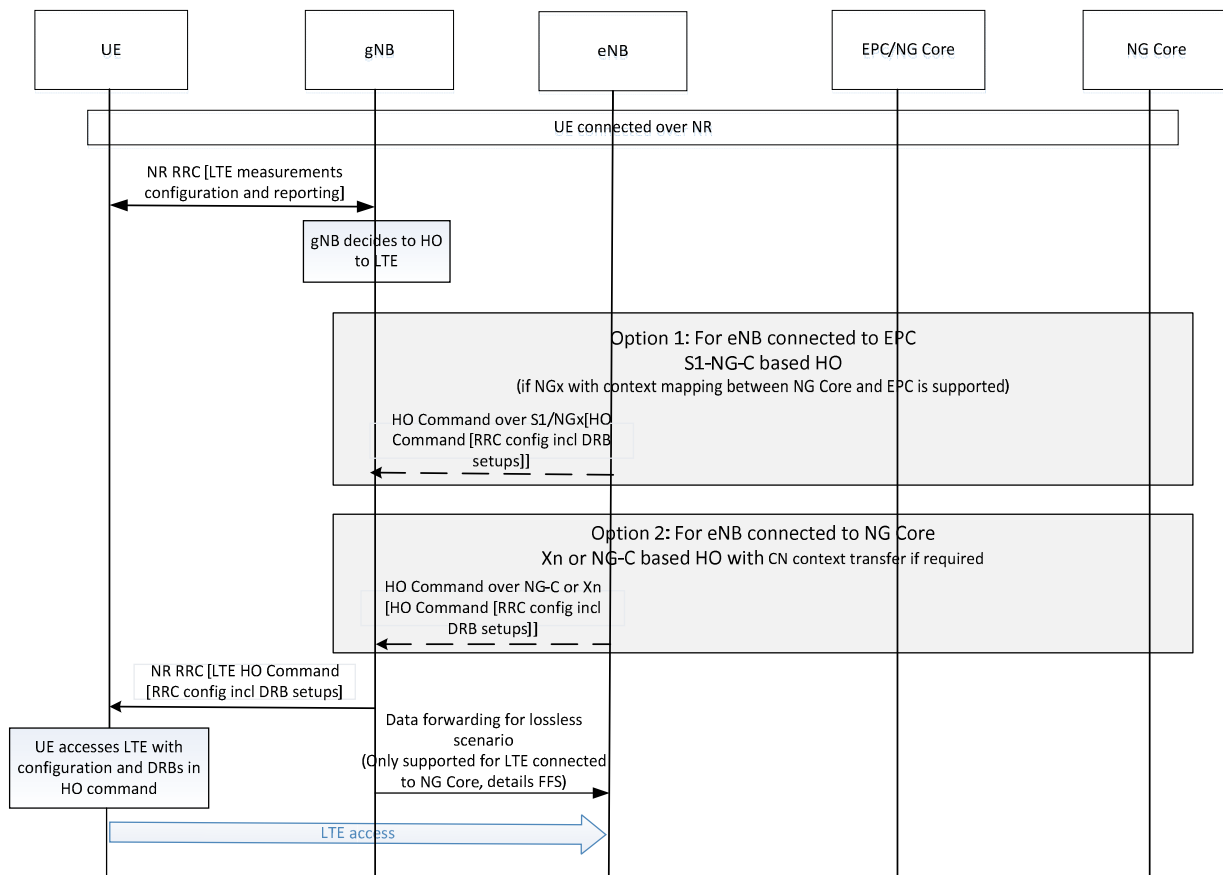 UE
gNB
eNB
EPC/NG Core
NG Core
UE connected over NR
NR RRC [LTE measurements
configuration and reporting]
gNB decides to HO
to LTE
Option 1: For eNB connected to EPC
S1-NG-C based HO
(if NGx with context mapping between NG Core and EPC is supported)
HO Command over S1/NGx[HO
Command [RRC config incl DRB
setups]]
Option 2: For eNB connected to NG Core
Xn or NG-C based HO with CN context transfer if required
HO Command over NG-C or Xn
[HO Command [RRC config incl
DRB setups]]
NR RRC [LTE HO Command
[RRC config incl DRB setups]
Data forwarding for lossless
scenario
(Only supported for LTE connected
to NG Core, details FFS)
UE accesses LTE with
configuration and DRBs in
HO command
LTE access